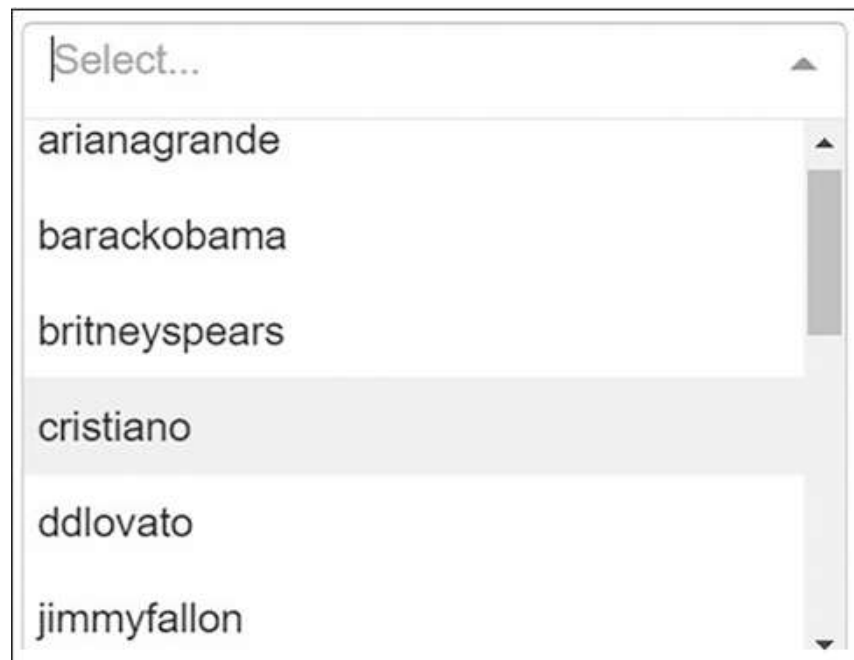 Select...
arianagrande
barackobama
britneyspears
cristiano
ddlovato
jimmyfallon